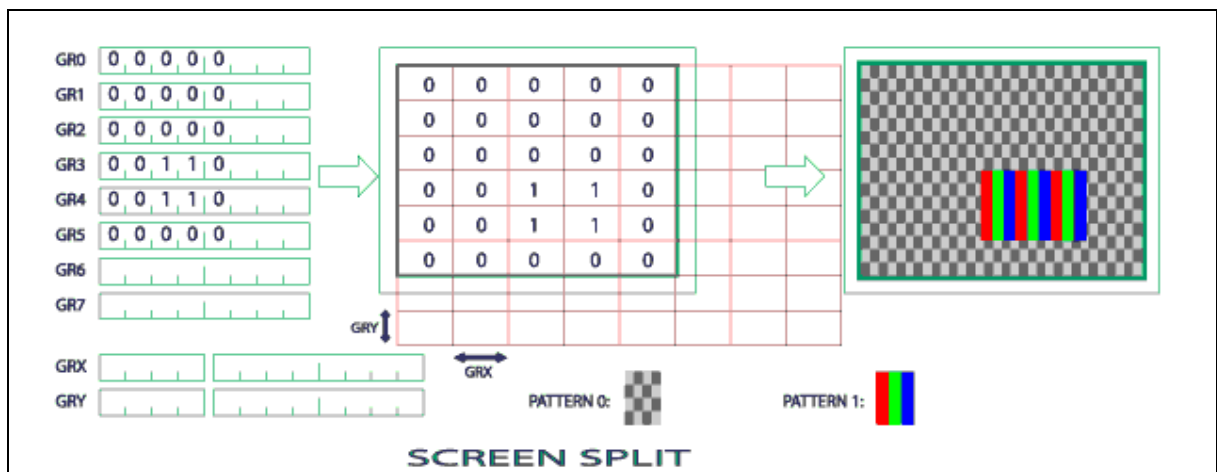 GR0 0 0 0 0 0
GR1 0 0 0 0 0
GR2 0 0 0 0 0
GR3 0 0 1 1 0
GR4 0 0 1 1 0
GR5 0 0 0 0 0
GR6
GR7
GRX
GRY
0 0 0 0 0
0 0 0 0 0
0 0 0 0 0
0 0 1 1 0
0 0 1 1 0
0 0 0 0 0
GRY
GRX
PATTERN 0:
PATTERN 1:
SCREEN SPLIT